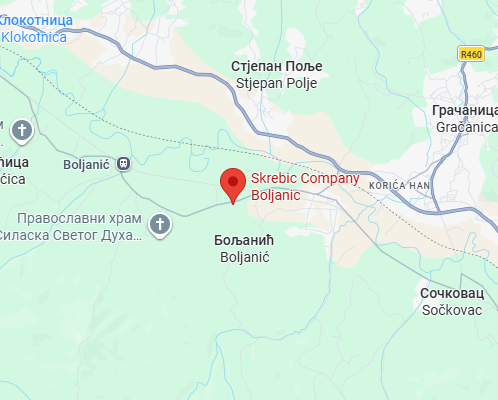 Клокотница
Klokotnica
R460
Стјепан Поље
Stjepan Polje
Грачаница
Gračanica
Boljanić
Skrebic Company
Boljanic
KORIĆA HAN
Православни храм
Силаска Светог Духа...
Бољанић
Boljanić
Сочковац
Sočkovac